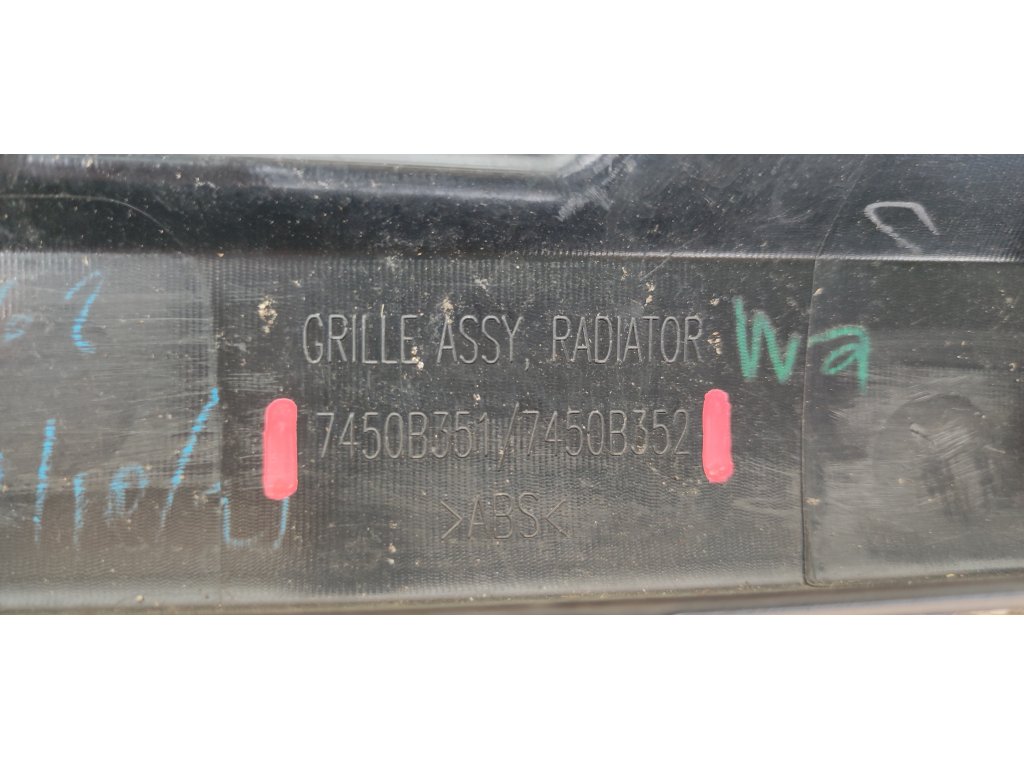 GRILLE ASSY, RADIATOR
7450B351/7450B352
>ABS<